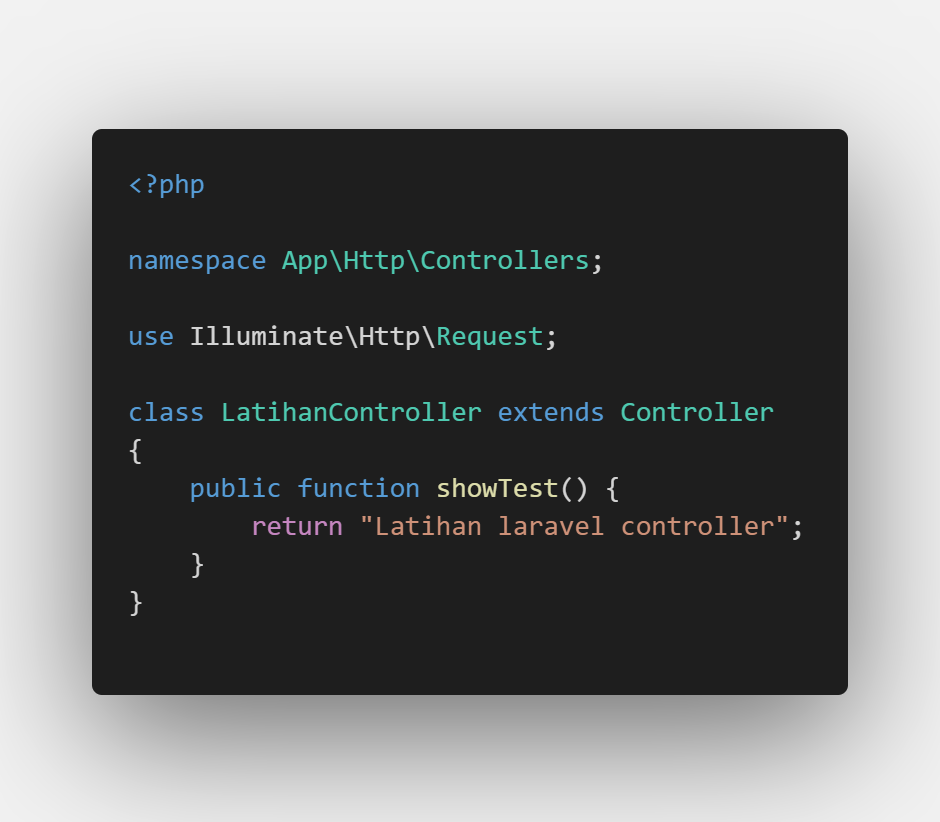 <?php
namespace App\Http\Controllers;
use Illuminate\Http\Request;
class LatihanController extends Controller
{
    public function showTest() {
        return "Latihan laravel controller";
    }
}